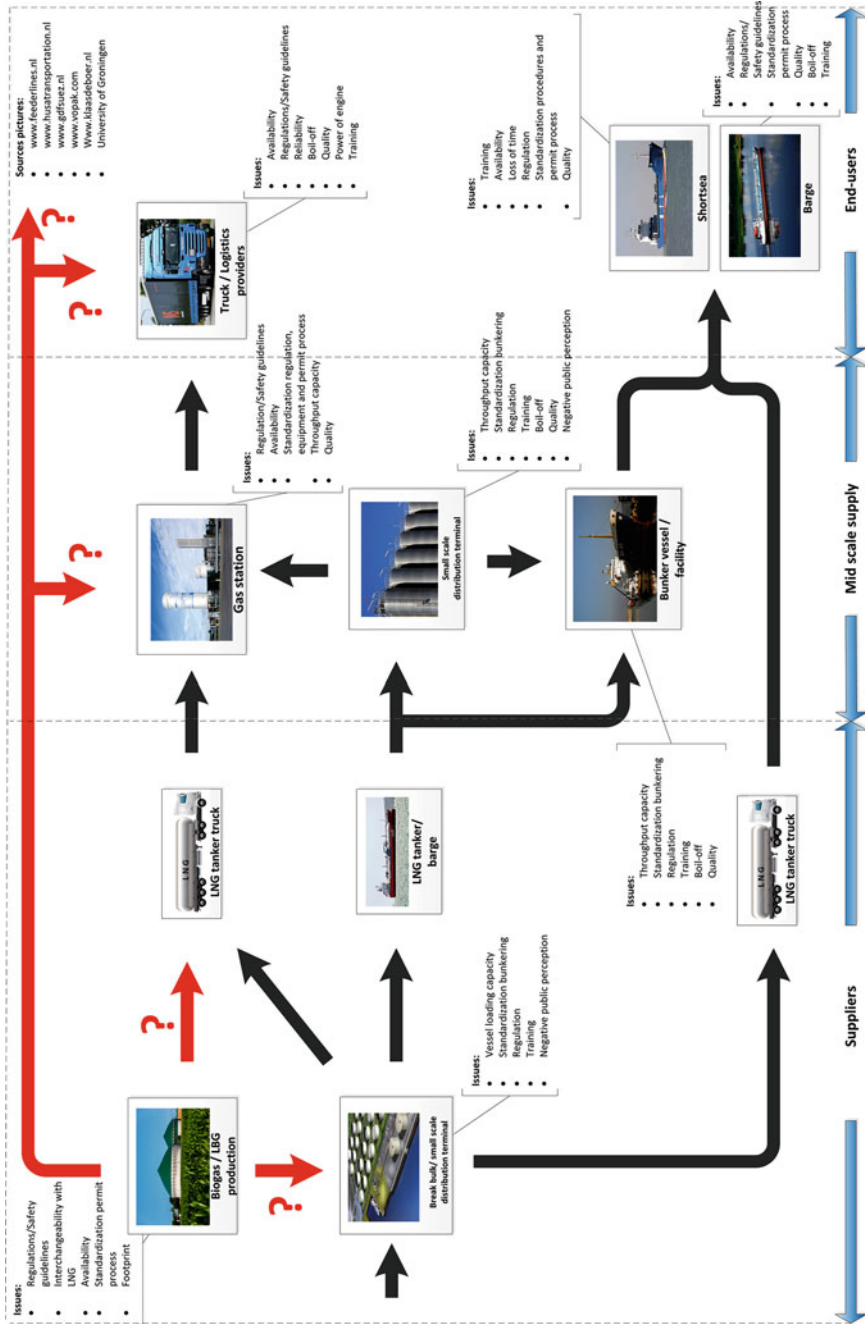 Issues:
• Regulations/Safety
guidelines
• Interchangeability with
LNG
• Availability
• Standardization permit
process
• Footprint
Biogas / LBG
production
?
?
Break bulk/ small scale
distribution terminal
Issues:
• Vessel loading capacity
• Standardization bunkering
• Regulation
• Training
• Negative public perception
LNG
LNG tanker truck
LNG tanker/
barge
Issues:
• Throughput capacity
• Standardization bunkering
• Regulation
• Training
• Boil-off
• Quality
LNG
LNG tanker truck
Suppliers
?
Gas station
Issues:
• Regulation/Safety guidelines
• Availability
• Standardization regulation,
equipment and permit process
• Throughput capacity
• Quality
Small scale
distribution terminal
Issues:
• Throughput capacity
• Standardization bunkering
• Regulation
• Training
• Boil-off
• Quality
• Negative public perception
Bunker vessel /
facility
Mid scale supply
Sources pictures:
• www.feederlines.nl
• www.husatransportation.nl
• www.gdfsuez.nl
• www.vopak.com
• Www.klaasdeboer.nl
• University of Groningen
?
?
Truck / Logistics
providers
Issues:
• Availability
• Regulations/Safety guidelines
• Reliability
• Boil-off
• Quality
• Power of engine
• Training
Issues:
• Training
• Availability
• Loss of time
• Regulation
• Standardization procedures and
permit process
• Quality
Shortsea
Issues:
• Availability
• Regulations/
Safety guidelines
• Standardization
permit process
• Quality
• Boil-off
• Training
Barge
End-users